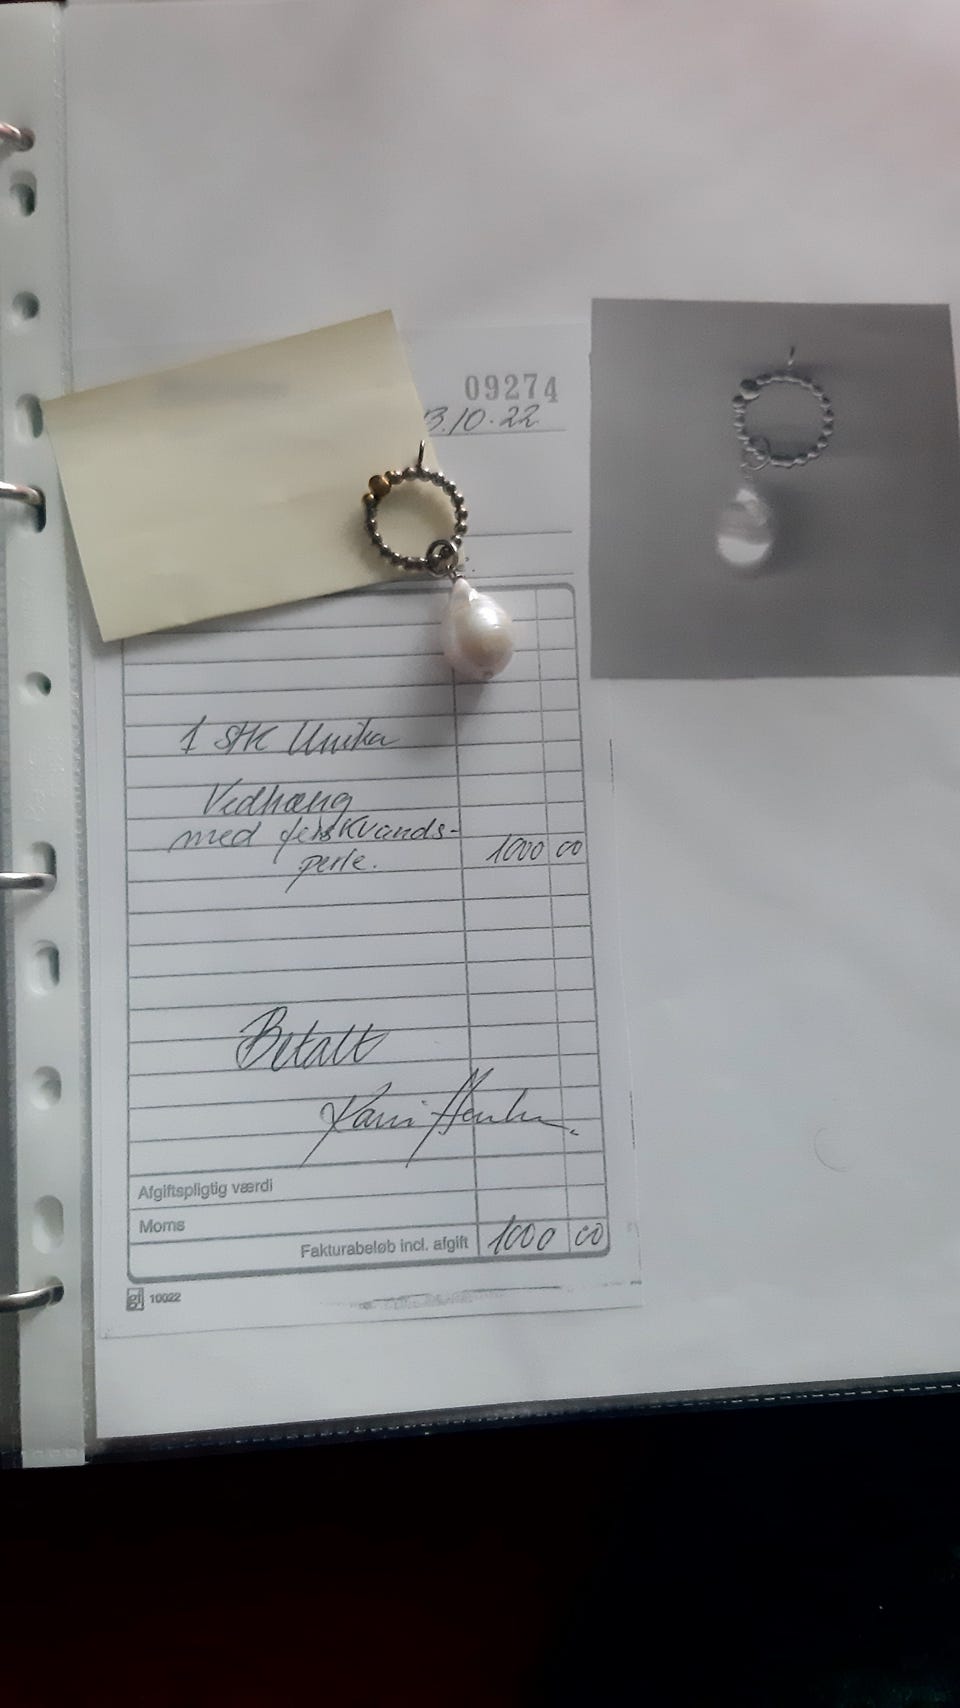 09274
3.10.22
1 stk Unika
Vedhæng
med ferskvands-
perle. 1000 00
Betalt
Afgiftspligtig værdi
Moms
Fakturabeløb incl. afgift 1000 00
gj 10022